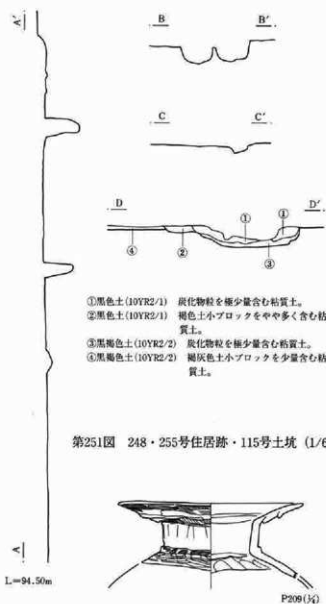 A'
B B'
C C'
D D'
① ①
④ ② ③
①黒色土(10YR2/1) 炭化物粒を極少量含む粘質土。
②黒色土(10YR2/1) 褐色土小ブロックをやや多く含む粘
質土。
③黒褐色土(10YR2/2) 炭化物粒を極少量含む粘質土。
④黒褐色土(10YR2/2) 褐灰色土小ブロックを少量含む粘
質土。
第251図 248・255号住居跡・115号土坑 (1/6
A
L=94.50m
P209(¼)